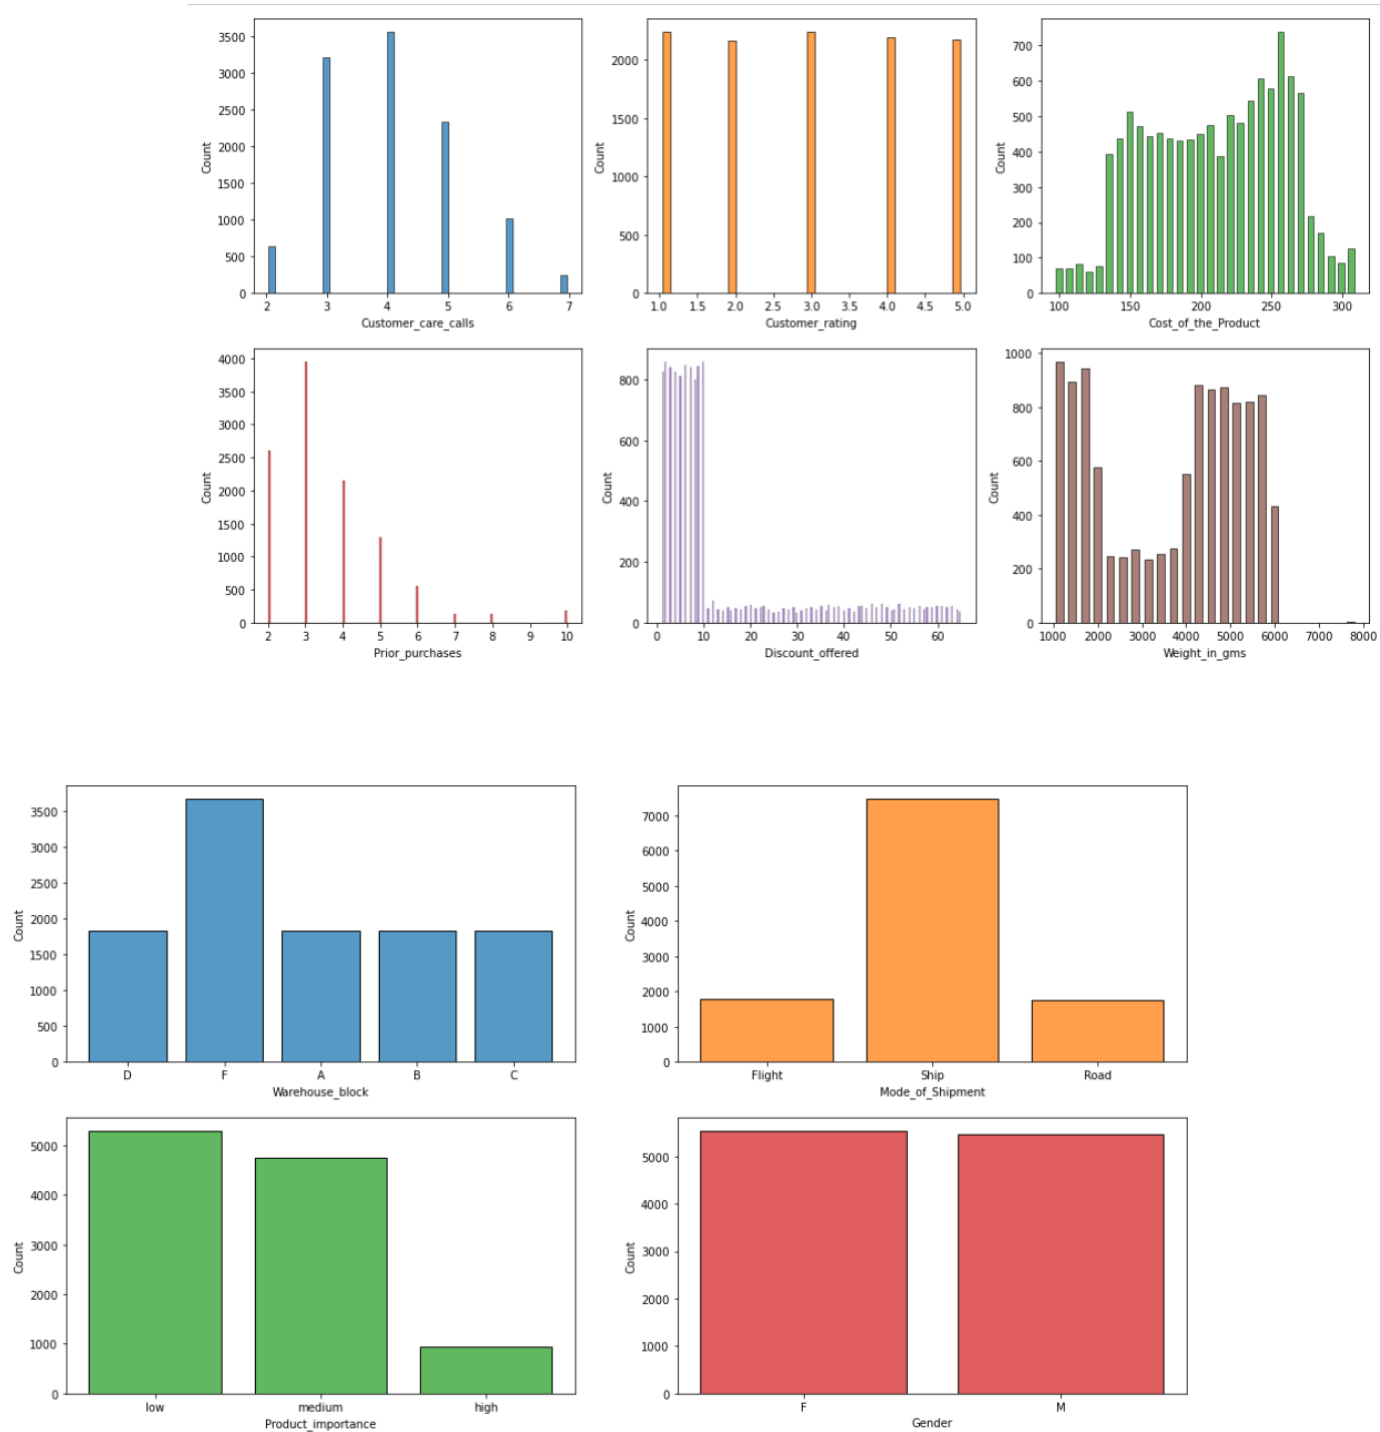 3500
3000
2500
2000
1500
1000
500
0
Count
2 3 4 5 6 7
Customer_care_calls
2000
1500
1000
500
0
Count
1.0 1.5 2.0 2.5 3.0 3.5 4.0 4.5 5.0
Customer_rating
700
600
500
400
300
200
100
0
Count
100 150 200 250 300
Cost_of_the_Product
4000
3500
3000
2500
2000
1500
1000
500
0
Count
2 3 4 5 6 7 8 9 10
Prior_purchases
800
600
400
200
0
Count
0 10 20 30 40 50 60
Discount_offered
1000
800
600
400
200
0
Count
1000 2000 3000 4000 5000 6000 7000 8000
Weight_in_gms
3500
3000
2500
2000
1500
1000
500
0
Count
D F A B C
Warehouse_block
7000
6000
5000
4000
3000
2000
1000
0
Count
Flight Ship Road
Mode_of_Shipment
5000
4000
3000
2000
1000
0
Count
low medium high
Product_importance
5000
4000
3000
2000
1000
0
Count
F M
Gender